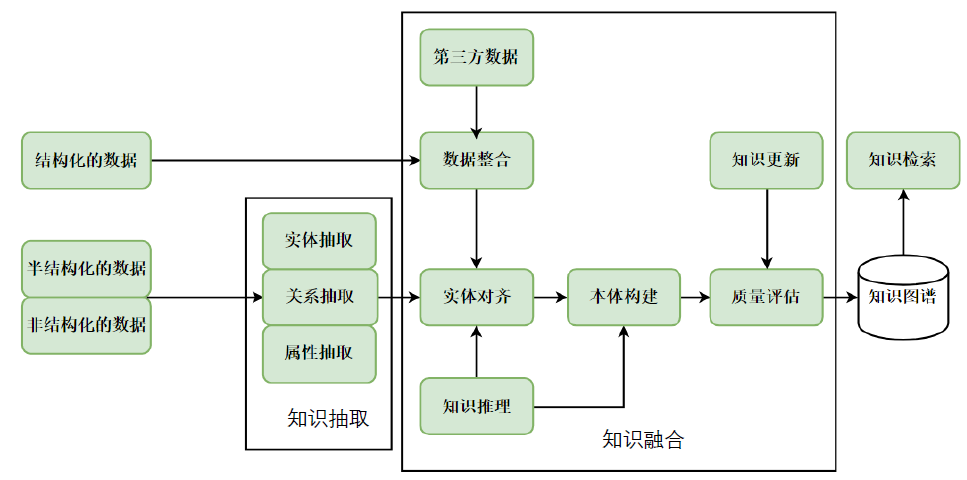 第三方数据
结构化的数据
数据整合
知识更新
知识检索
实体抽取
半结构化的数据
关系抽取
实体对齐
本体构建
质量评估
知识图谱
非结构化的数据
属性抽取
知识推理
知识抽取
知识融合